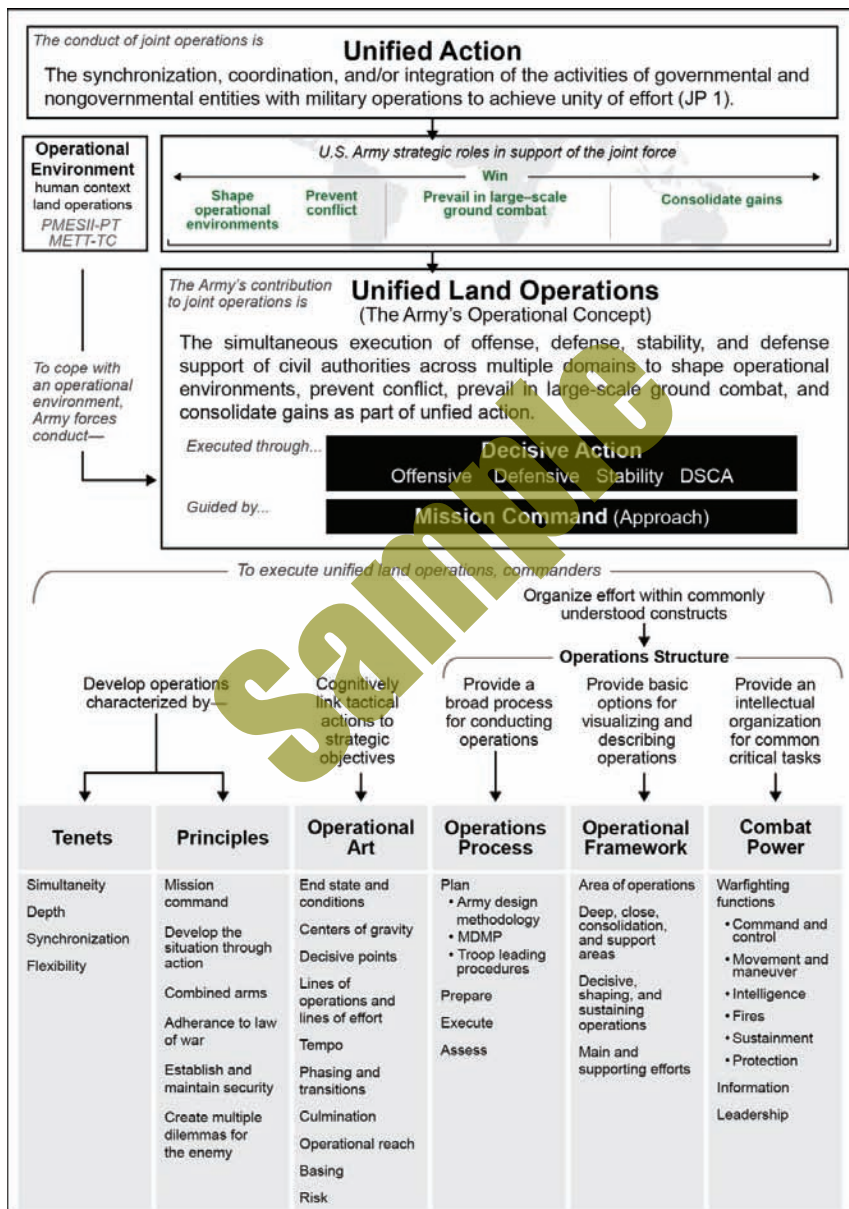 The conduct of joint operations is
Unified Action
The synchronization, coordination, and/or integration of the activities of governmental and
nongovernmental entities with military operations to achieve unity of effort (JP 1).
Operational
Environment
human context
land operations
PMESII-PT
METT-TC
U.S. Army strategic roles in support of the joint force
Win
Shape
operational
environments
Prevent
conflict
Prevail in large–scale
ground combat
Consolidate gains
The Army's contribution
to joint operations is
Unified Land Operations
(The Army's Operational Concept)
The simultaneous execution of offense, defense, stability, and defense
support of civil authorities across multiple domains to shape operational
environments, prevent conflict, prevail in large-scale ground combat, and
consolidate gains as part of unfied action.
To cope with
an operational
environment,
Army forces
conduct—
Executed through...
Decisive Action
Offensive Defensive Stability DSCA
Guided by...
Mission Command (Approach)
To execute unified land operations, commanders
Organize effort within commonly
understood constructs
Operations Structure
Develop operations
characterized by—
Cognitively
link tactical
actions to
strategic
objectives
Provide a
broad process
for conducting
operations
Provide basic
options for
visualizing and
describing
operations
Provide an
intellectual
organization
for common
critical tasks
Tenets
Simultaneity
Depth
Synchronization
Flexibility
Principles
Mission
command
Develop the
situation through
action
Combined arms
Adherance to law
of war
Establish and
maintain security
Create multiple
dilemmas for
the enemy
Operational
Art
End state and
conditions
Centers of gravity
Decisive points
Lines of
operations and
lines of effort
Tempo
Phasing and
transitions
Culmination
Operational reach
Basing
Risk
Operations
Process
Plan
• Army design
methodology
• MDMP
• Troop leading
procedures
Prepare
Execute
Assess
Operational
Framework
Area of operations
Deep, close,
consolidation,
and support
areas
Decisive,
shaping, and
sustaining
operations
Main and
supporting efforts
Combat
Power
Warfighting
functions
• Command and
control
• Movement and
maneuver
• Intelligence
• Fires
• Sustainment
• Protection
Information
Leadership
Sample